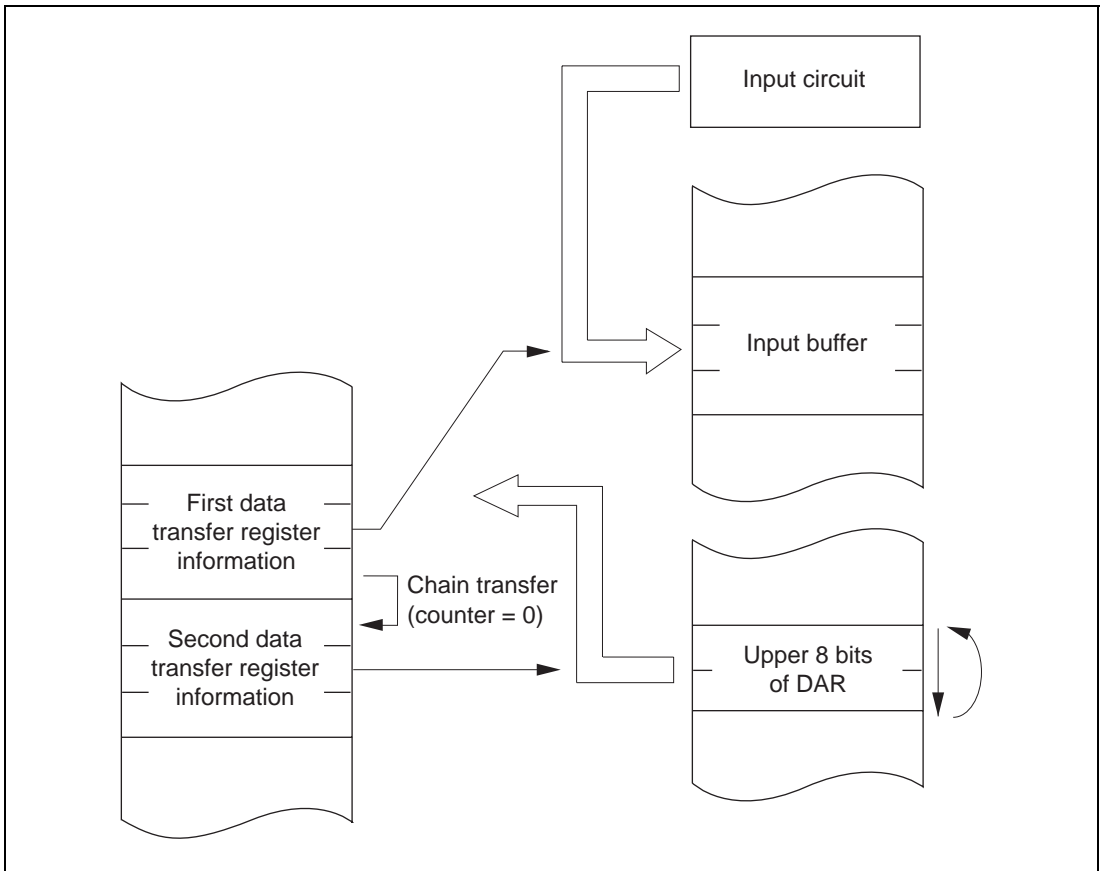 Input circuit
Input buffer
First data
transfer register
information
Chain transfer
(counter = 0)
Second data
transfer register
information
Upper 8 bits
of DAR